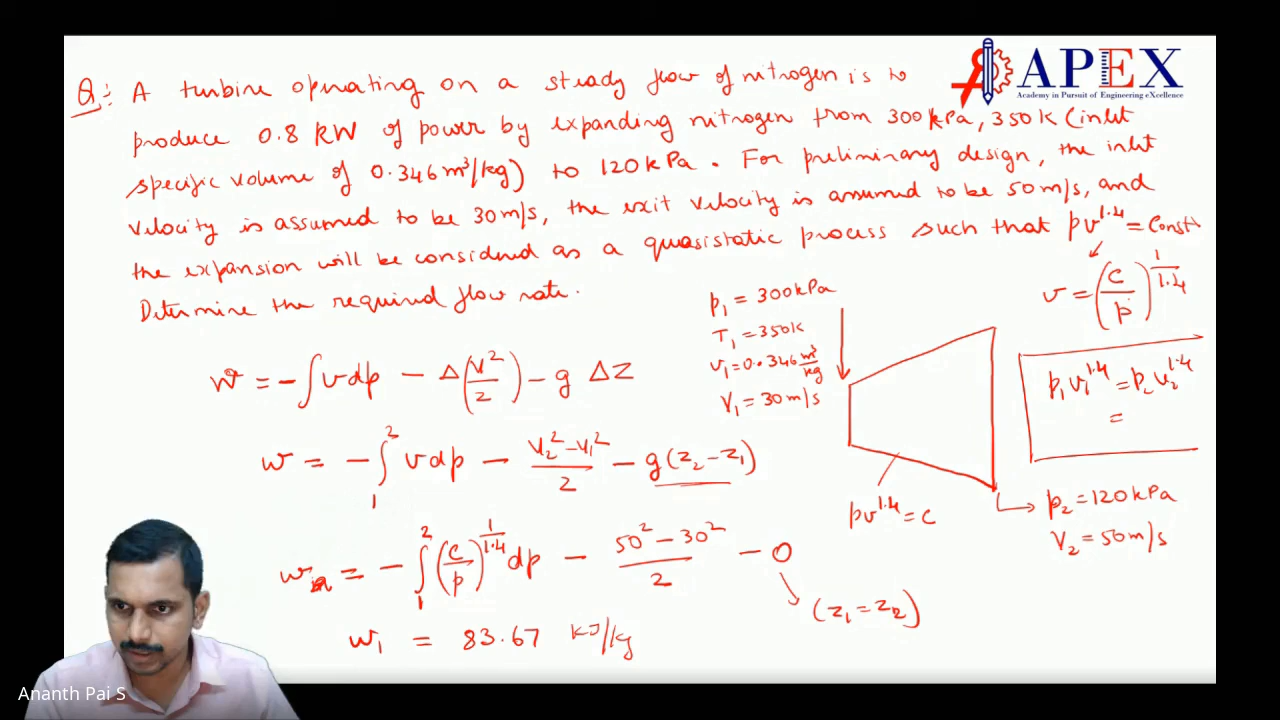 APEX
Academy in Pursuit of Engineering eXcellence
Q:- A turbine operating on a steady flow of nitrogen is to
produce 0.8 KW of power by expanding nitrogen from 300 kPa, 350K (inlet
specific volume of 0.346 m³/kg) to 120 kPa. For preliminary design, the inlet
velocity is assumed to be 30 m/s, the exit velocity is assumed to be 50 m/s, and
the expansion will be considered as a quasistatic process such that pv^1.4 = Const
Determine the required flow rate.
v = (c/p)^(1/1.4)
p₁ = 300 kPa
T₁ = 350K
v₁ = 0.346 m³/kg
V₁ = 30 m/s
w = -∫vdp - Δ(V²/2) - g ΔZ
p₁v₁^1.4 = p₂v₂^1.4
=
w = -∫₁² vdp - (V₂² - V₁²)/2 - g(z₂ - z₁)
pv^1.4 = c
p₂ = 120 kPa
V₂ = 50 m/s
w = -∫₁² (c/p)^(1/1.4) dp - (50² - 30²)/2 - 0
(z₁ = z₂)
w₁ = 83.67 KJ/kg
Ananth Pai S